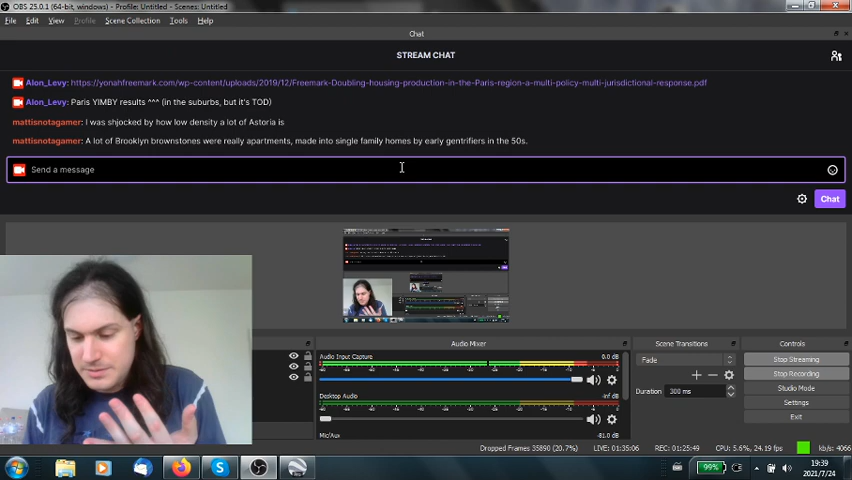 OBS 25.0.1 (64-bit, windows) - Profile: Untitled - Scenes: Untitled
File Edit View Profile Scene Collection Tools Help
Chat
STREAM CHAT
Alon_Levy: https://yonahfreemark.com/wp-content/uploads/2019/12/Freemark-Doubling-housing-production-in-the-Paris-region-a-multi-policy-multi-jurisdictional-response.pdf
Alon_Levy: Paris YIMBY results ^^^ (in the suburbs, but it's TOD)
mattisnotagamer: I was shjocked by how low density a lot of Astoria is
mattisnotagamer: A lot of Brooklyn brownstones were really apartments, made into single family homes by early gentrifiers in the 50s.
Send a message
Chat
Audio Mixer
Scene Transitions
Controls
Audio Input Capture 0.0 dB
Fade
Stop Streaming
Stop Recording
Duration 300 ms
Studio Mode
Desktop Audio -inf dB
Settings
Exit
Mic/Aux -81.0 dB
Dropped Frames 35890 (20.7%) LIVE: 01:35:06 REC: 01:25:49 CPU: 5.6%, 24.19 fps kb/s: 4066
99%
19:39
2021/7/24